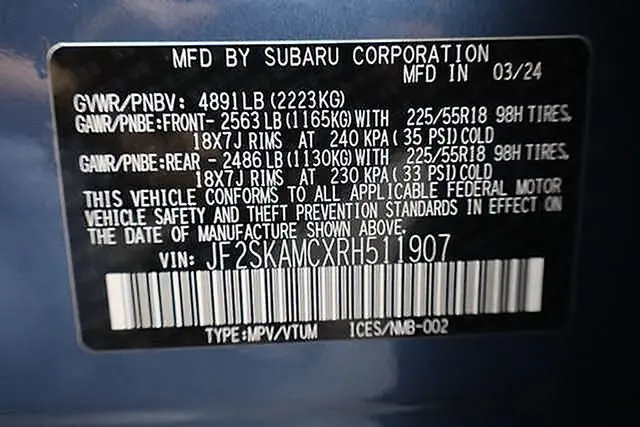 MFD BY SUBARU CORPORATION
MFD IN 03/24
GVWR/PNBV: 4891LB (2223KG)
GAWR/PNBE:FRONT- 2563LB(1165KG)WITH 225/55R18 98H TIRES,
18X7J RIMS AT 240 KPA( 35 PSI)COLD
GAWR/PNBE:REAR - 2486LB(1130KG)WITH 225/55R18 98H TIRES,
18X7J RIMS AT 230 KPA( 33 PSI)COLD
THIS VEHICLE CONFORMS TO ALL APPLICABLE FEDERAL MOTOR
VEHICLE SAFETY AND THEFT PREVENTION STANDARDS IN EFFECT ON
THE DATE OF MANUFACTURE SHOWN ABOVE.
VIN: JF2SKAMCXRH511907
TYPE:MPV/VTUM ICES/NMB-002